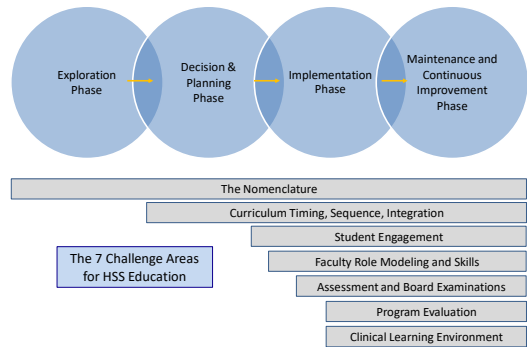 Exploration
Phase
Decision &
Planning
Phase
Implementation
Phase
Maintenance and
Continuous
Improvement
Phase
The Nomenclature
Curriculum Timing, Sequence, Integration
Student Engagement
Faculty Role Modeling and Skills
Assessment and Board Examinations
Program Evaluation
Clinical Learning Environment
The 7 Challenge Areas
for HSS Education